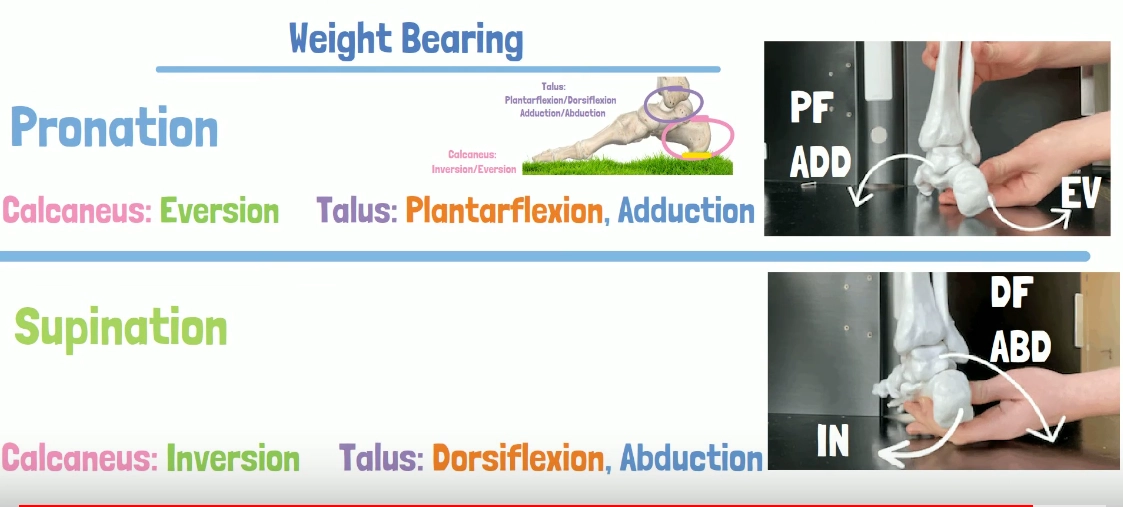 Weight Bearing
Talus:
Plantarflexion/Dorsiflexion
Adduction/Abduction
Pronation
Calcaneus:
Inversion/Eversion
PF
ADD
EV
Calcaneus: Eversion
Talus: Plantarflexion, Adduction
Supination
DF
ABD
IN
Calcaneus: Inversion
Talus: Dorsiflexion, Abduction